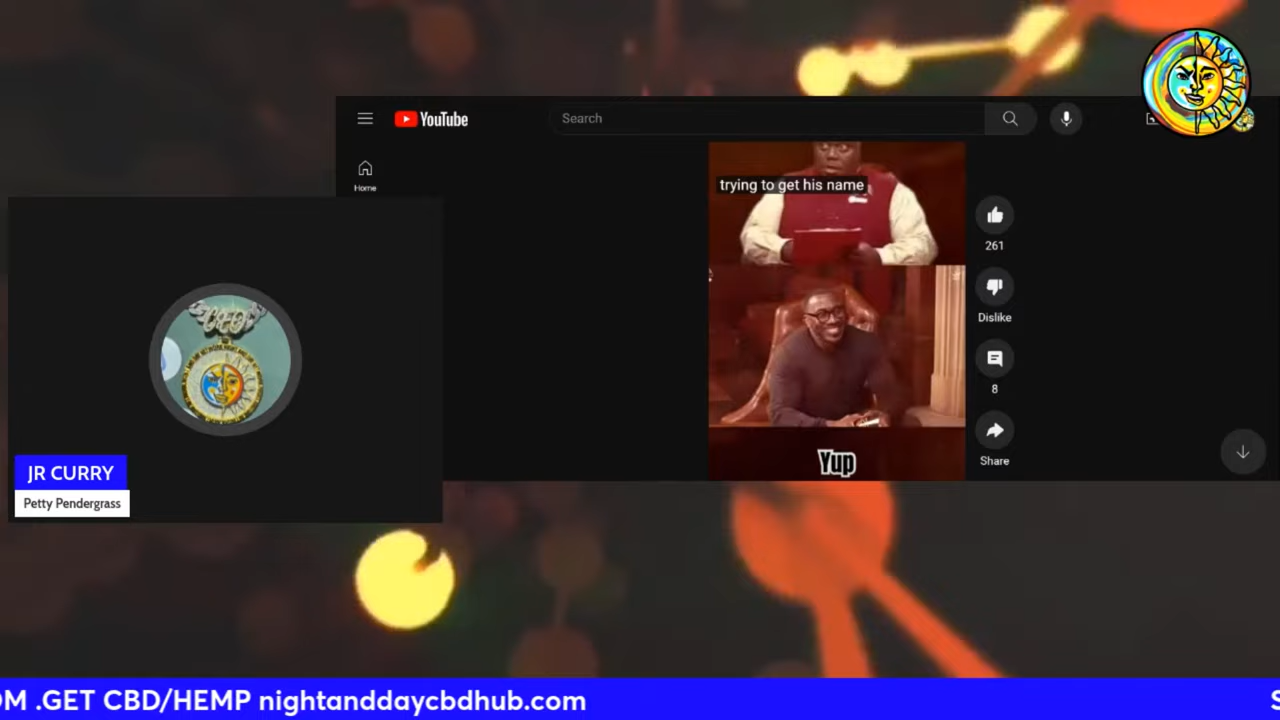 YouTube
Search
Home
trying to get his name
261
Dislike
8
Share
Yup
CEO
JR CURRY
Petty Pendergrass
OM .GET CBD/HEMP nightanddaycbdhub.com
S